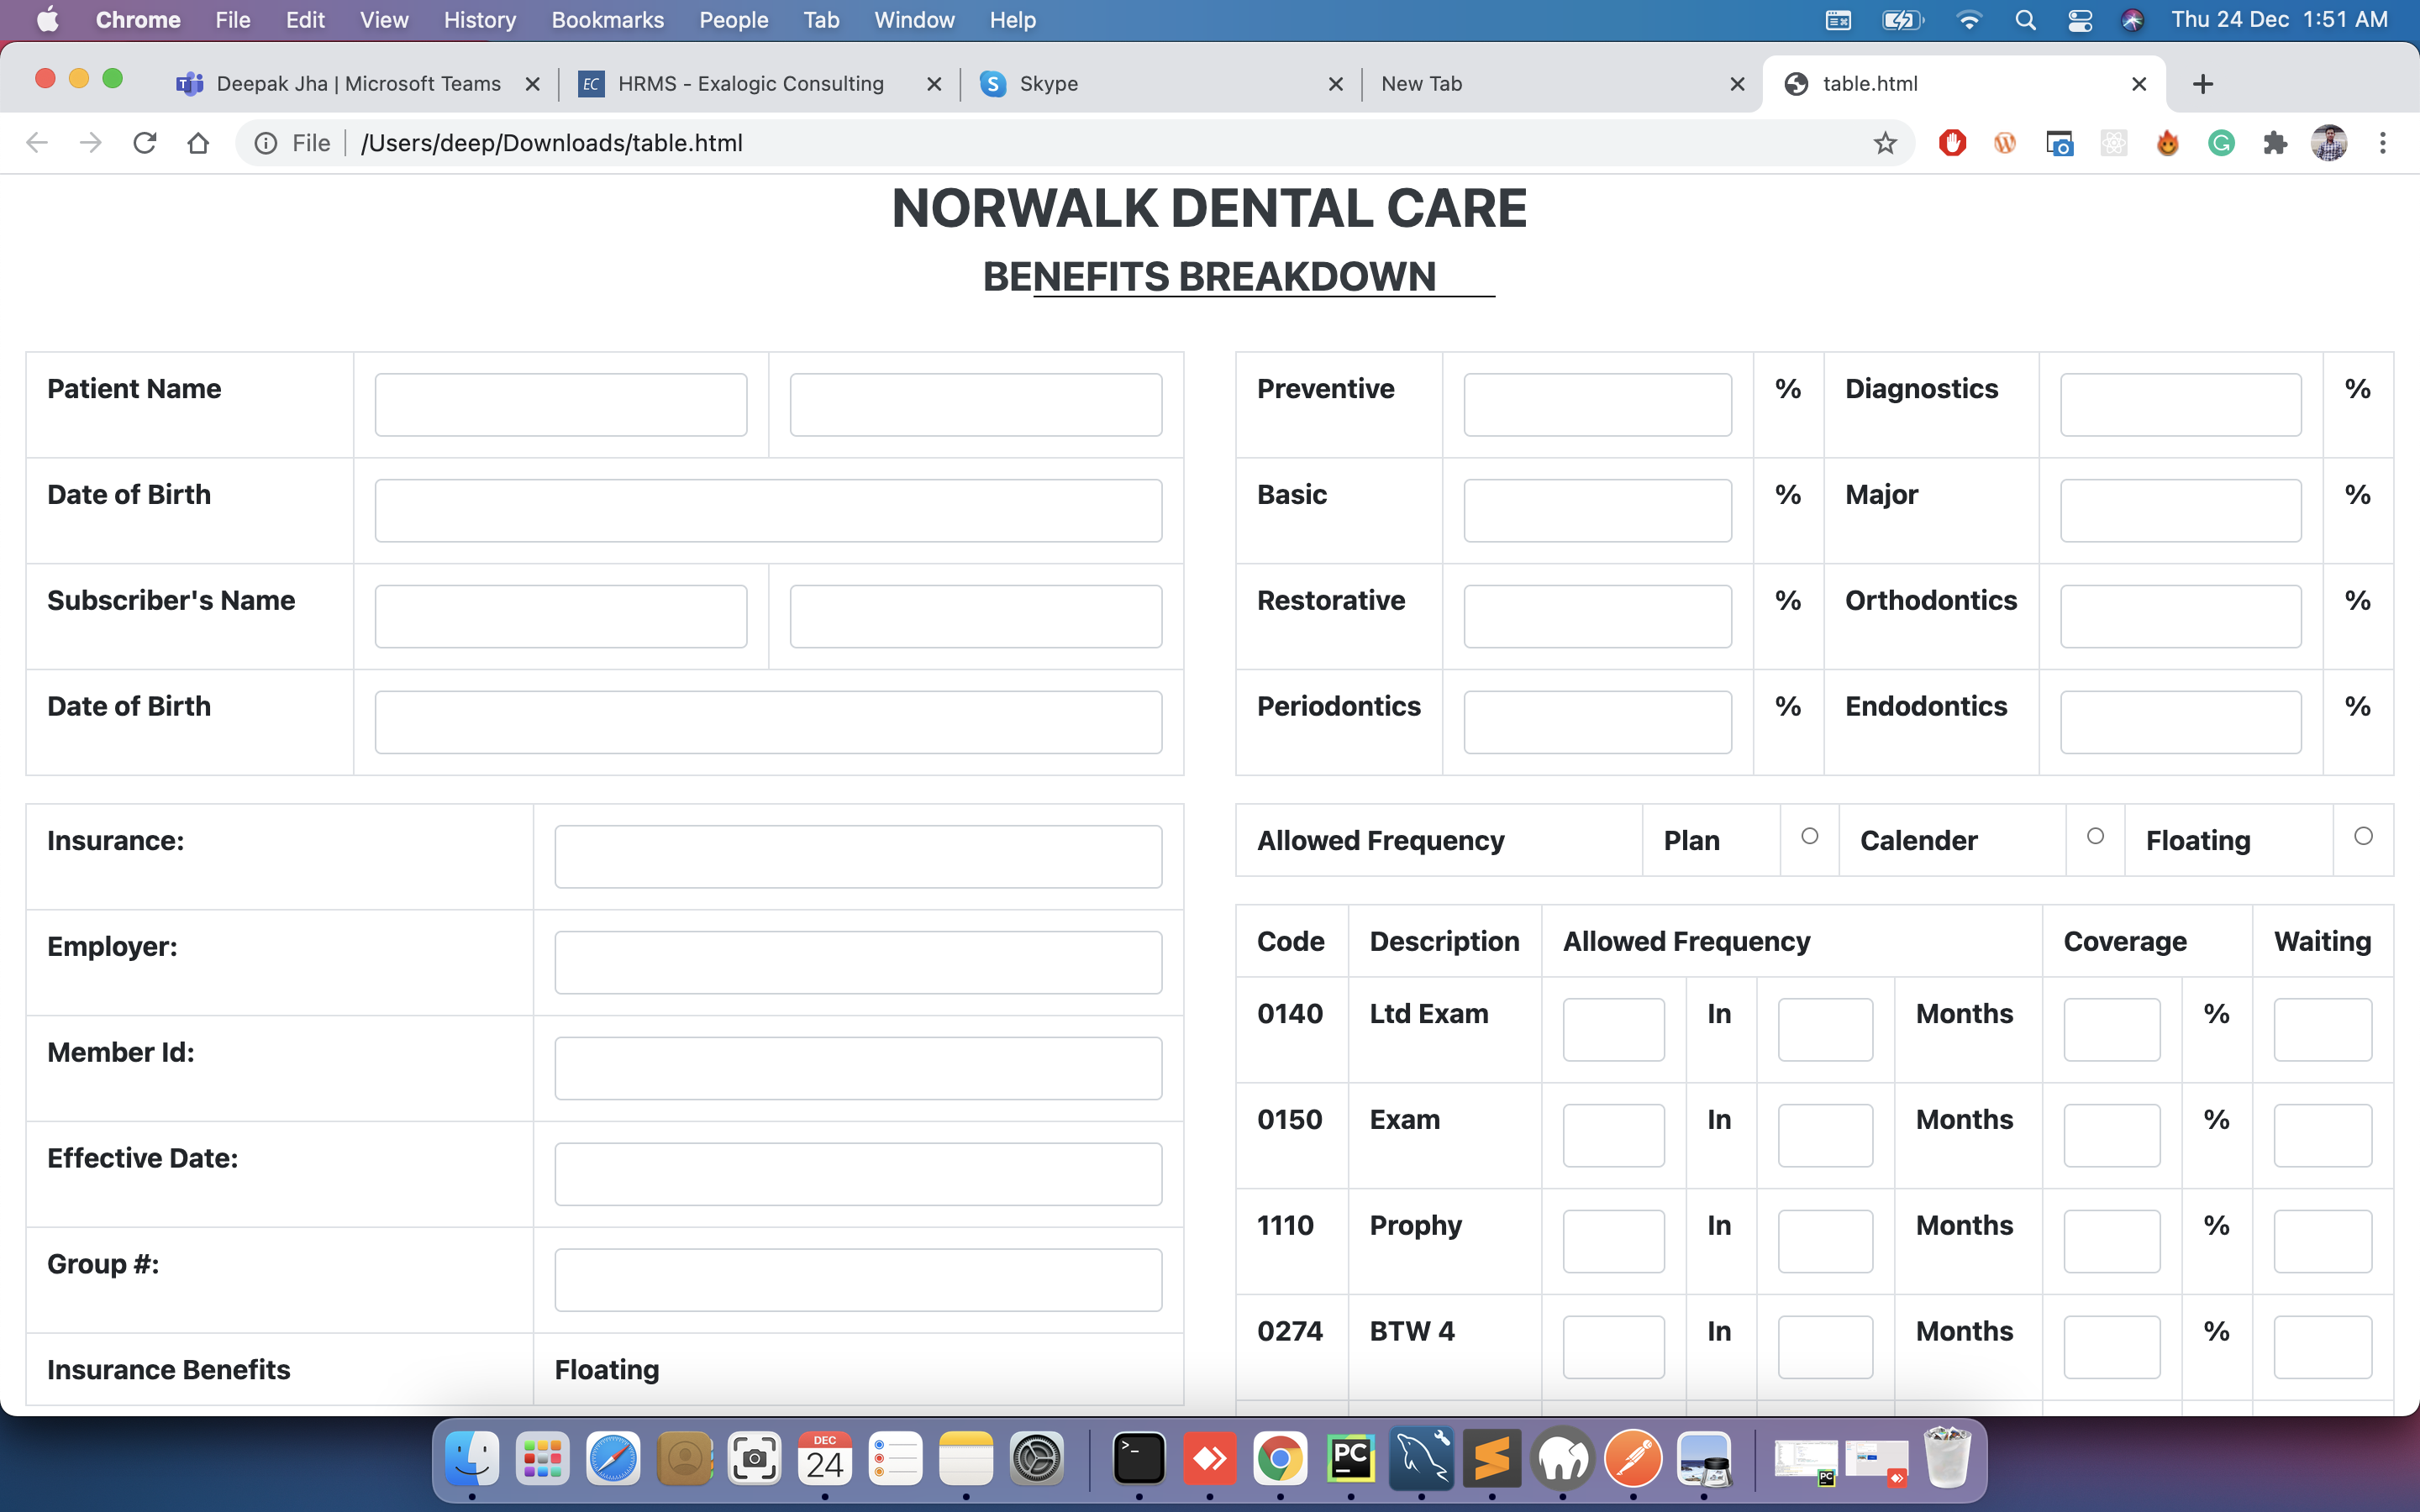 Chrome File Edit View History Bookmarks People Tab Window Help Thu 24 Dec 1:51 AM
Deepak Jha | Microsoft Teams EC HRMS - Exalogic Consulting S Skype New Tab table.html
File /Users/deep/Downloads/table.html
NORWALK DENTAL CARE
BENEFITS BREAKDOWN
Patient Name
Date of Birth
Subscriber's Name
Date of Birth
Preventive % Diagnostics %
Basic % Major %
Restorative % Orthodontics %
Periodontics % Endodontics %
Insurance:
Employer:
Member Id:
Effective Date:
Group #:
Insurance Benefits Floating
Allowed Frequency Plan Calender Floating
Code Description Allowed Frequency Coverage Waiting
0140 Ltd Exam In Months %
0150 Exam In Months %
1110 Prophy In Months %
0274 BTW 4 In Months %
DEC
24
PC
PC